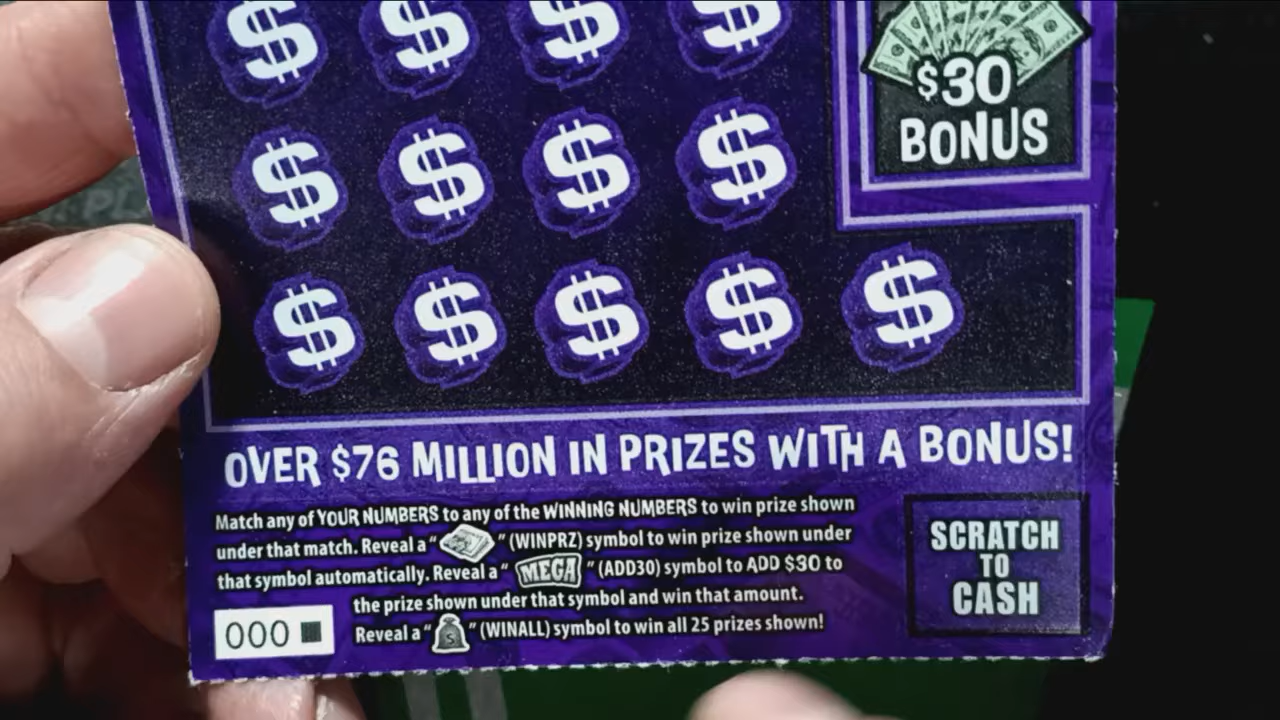 $ $ $ $
$30
BONUS
$ $ $ $
$ $ $ $ $
OVER $76 MILLION IN PRIZES WITH A BONUS!
Match any of YOUR NUMBERS to any of the WINNING NUMBERS to win prize shown
under that match. Reveal a “ ” (WINPRZ) symbol to win prize shown under
that symbol automatically. Reveal a “ MEGA ” (ADD30) symbol to ADD $30 to
the prize shown under that symbol and win that amount.
Reveal a “ $ ” (WINALL) symbol to win all 25 prizes shown!
000
SCRATCH
TO
CASH